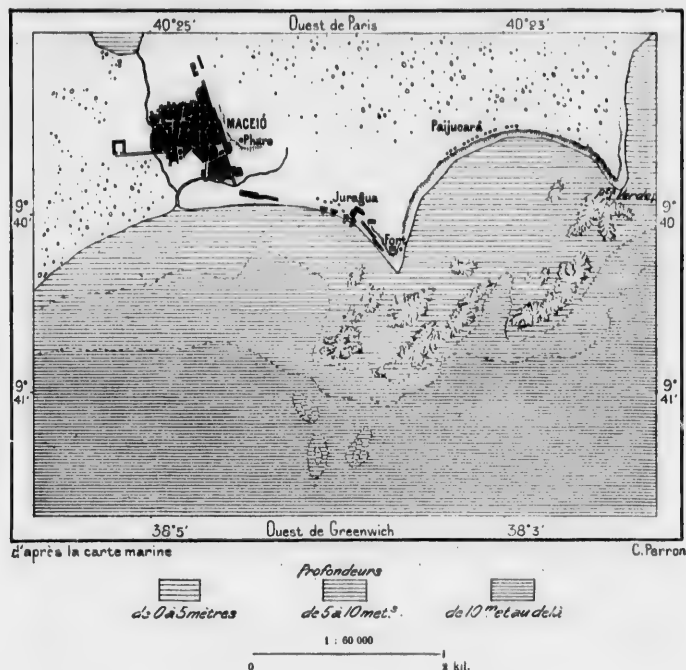 40°25' Ouest de Paris 40°23'
MACEIÓ
Phare
Paijucará
Juragua
Fort
9°
40'
9°
40'
9°
41'
9°
41'
38°5' Ouest de Greenwich 38°3'
d'après la carte marine C. Perron
Profondeurs
de 0 à 5 mètres de 5 à 10 met.s de 10 m et au delà
1 : 60 000
0 2 kil.